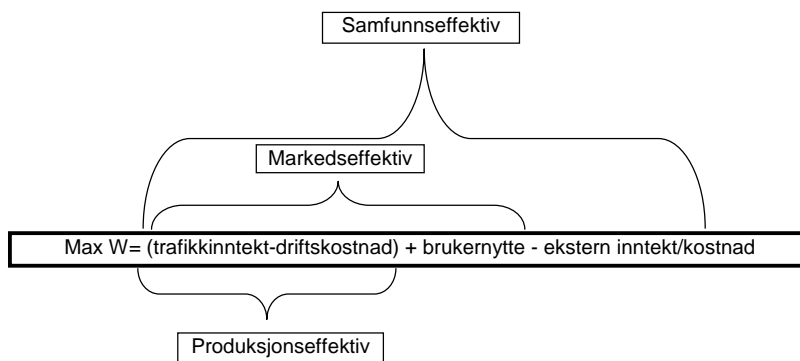 Samfunnseffektiv
Markedseffektiv
Max W= (trafikkinntekt-driftskostnad) + brukernytte - ekstern inntekt/kostnad
Produksjonseffektiv